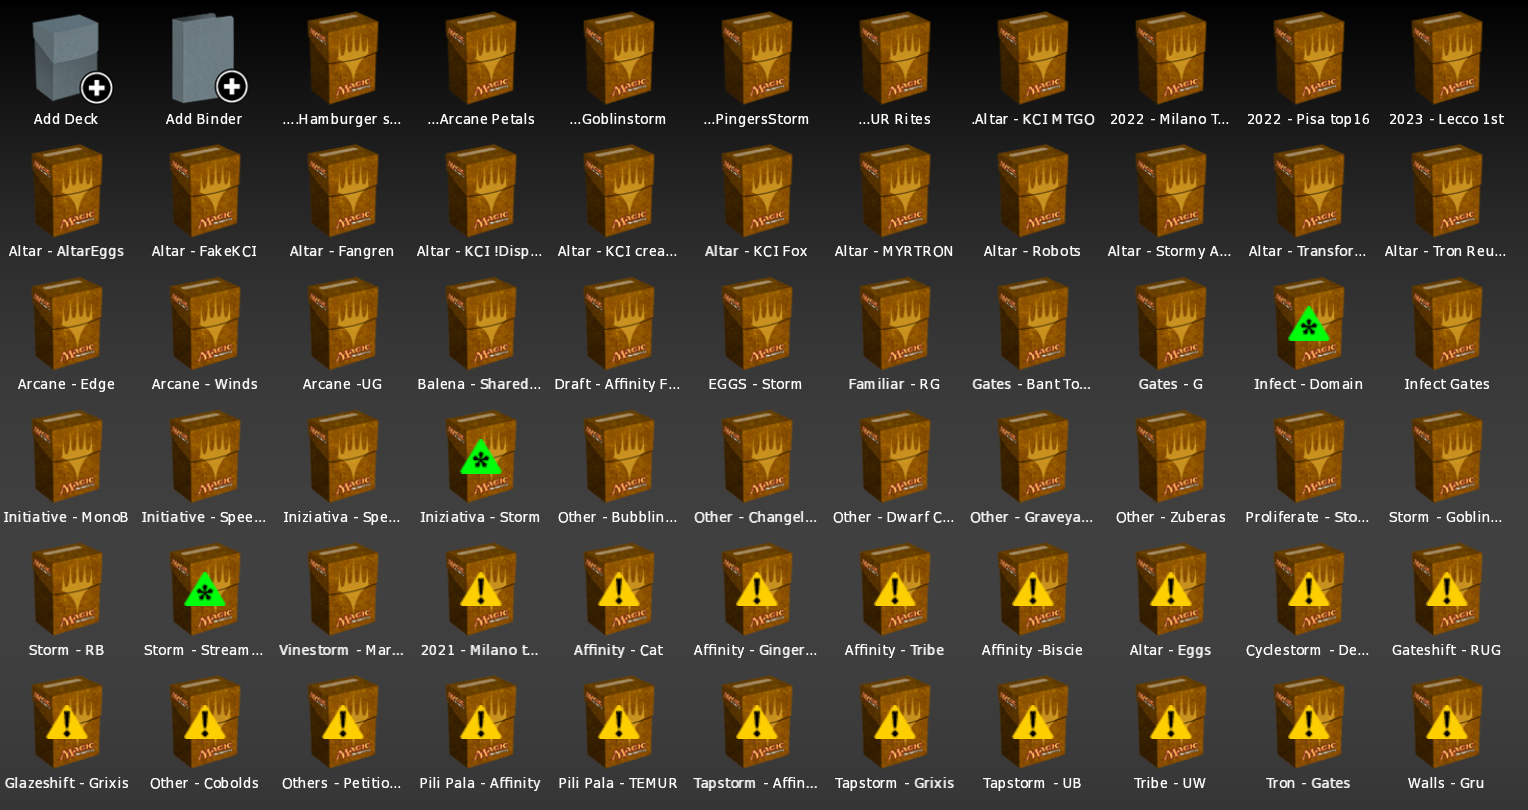 Add Deck
Add Binder
....Hamburger s...
...Arcane Petals
...Goblinstorm
...PingersStorm
...UR Rites
.Altar - KCI MTGO
2022 - Milano T...
2022 - Pisa top16
2023 - Lecco 1st
Altar - AltarEggs
Altar - FakeKCI
Altar - Fangren
Altar - KCI !Disp...
Altar - KCI crea...
Altar - KCI Fox
Altar - MYRTRON
Altar - Robots
Altar - Stormy A...
Altar - Transfor...
Altar - Tron Reu...
Arcane - Edge
Arcane - Winds
Arcane -UG
Balena - Shared...
Draft - Affinity F...
EGGS - Storm
Familiar - RG
Gates - Bant To...
Gates - G
Infect - Domain
Infect Gates
Initiative - MonoB
Initiative - Spee...
Iniziativa - Spe...
Iniziativa - Storm
Other - Bubblin...
Other - Changel...
Other - Dwarf C...
Other - Graveya...
Other - Zuberas
Proliferate - Sto...
Storm - Goblin...
Storm - RB
Storm - Stream...
Vinestorm - Mar...
2021 - Milano t...
Affinity - Cat
Affinity - Ginger...
Affinity - Tribe
Affinity -Biscie
Altar - Eggs
Cyclestorm - De...
Gateshift - RUG
Glazeshift - Grixis
Other - Cobolds
Others - Petitio...
Pili Pala - Affinity
Pili Pala - TEMUR
Tapstorm - Affin...
Tapstorm - Grixis
Tapstorm - UB
Tribe - UW
Tron - Gates
Walls - Gru